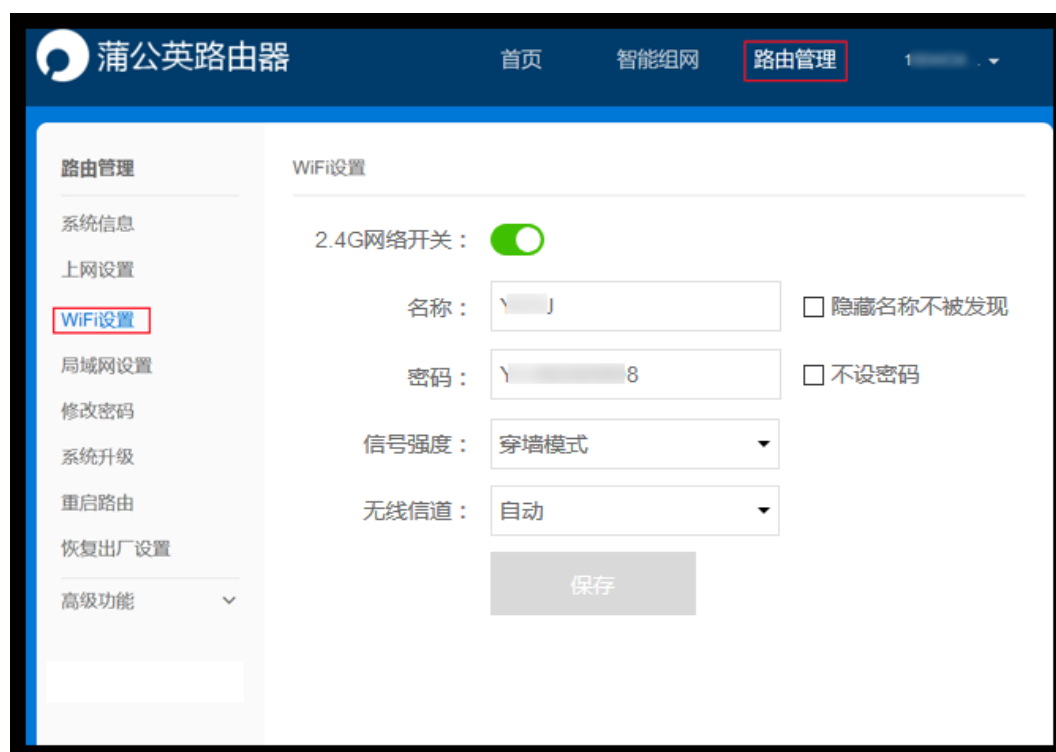 蒲公英路由器 首页 智能组网 路由管理
路由管理
系统信息
上网设置
WiFi设置
局域网设置
修改密码
系统升级
重启路由
恢复出厂设置
高级功能
WiFi设置
2.4G网络开关：
名称： 隐藏名称不被发现
密码： 8 不设密码
信号强度： 穿墙模式
无线信道： 自动
保存